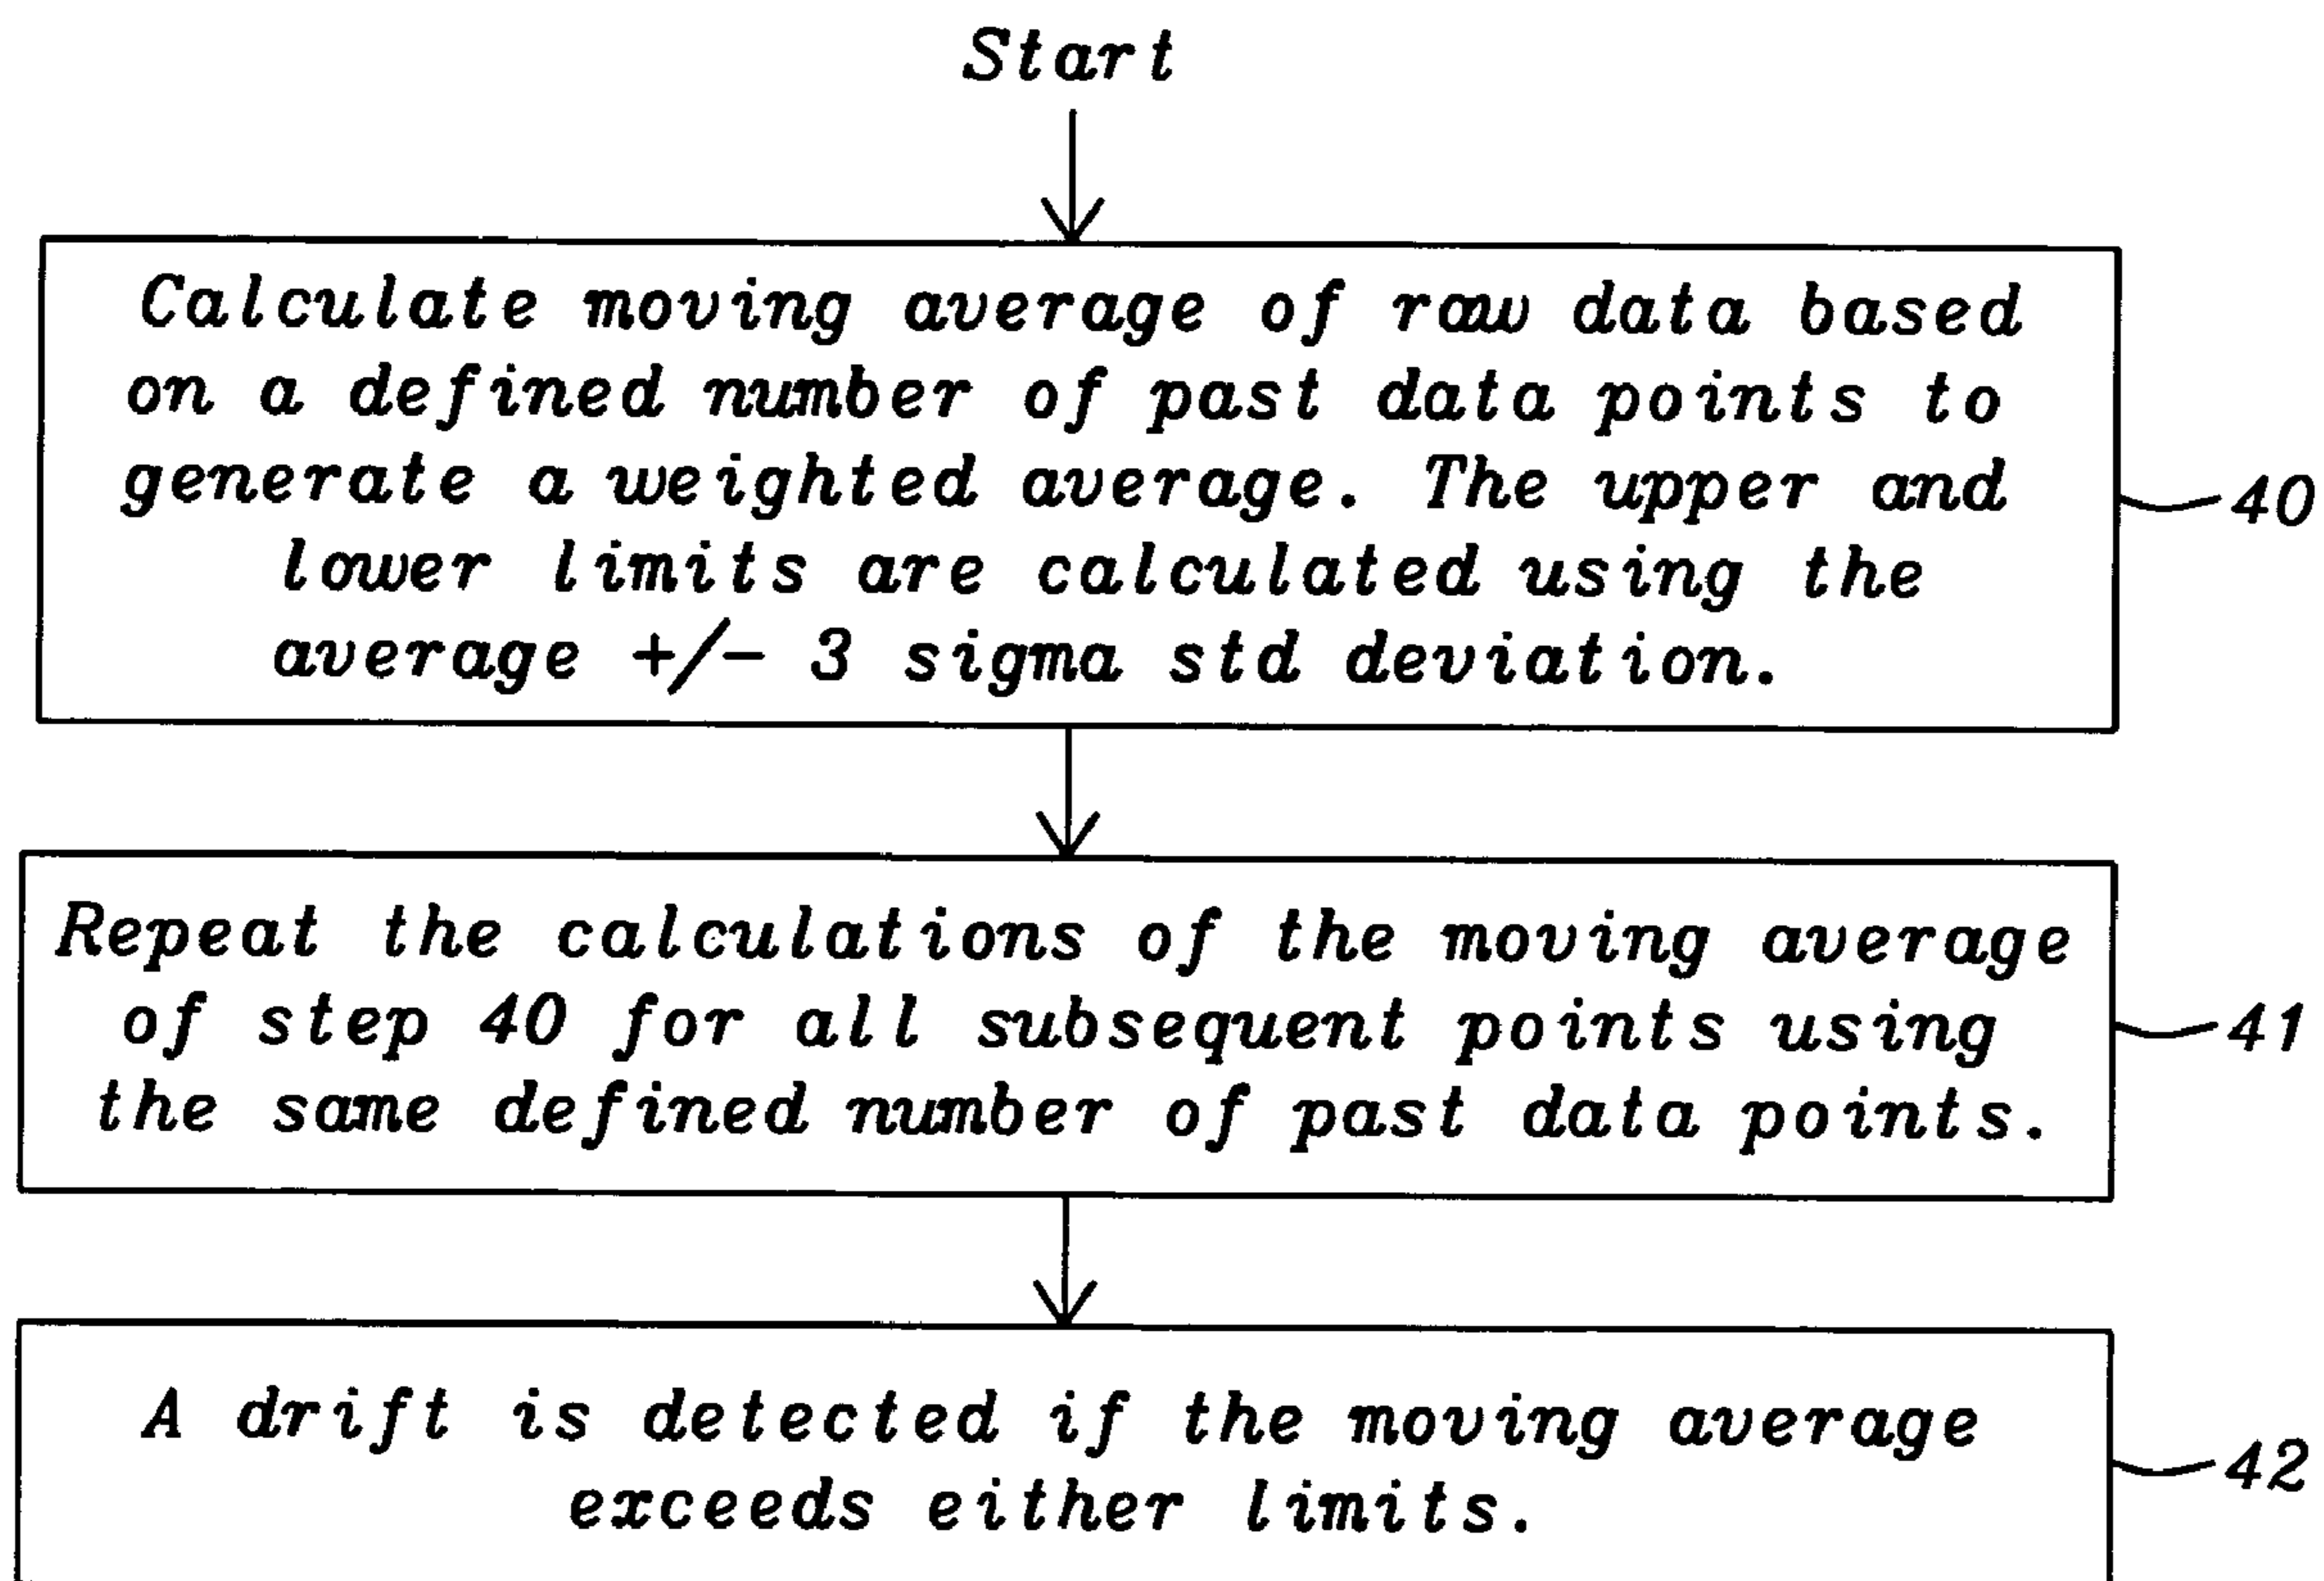 Start
Calculate moving average of raw data based
on a defined number of past data points to
generate a weighted average. The upper and
lower limits are calculated using the
average +/- 3 sigma std deviation.
40
Repeat the calculations of the moving average
of step 40 for all subsequent points using
the same defined number of past data points.
41
A drift is detected if the moving average
exceeds either limits.
42